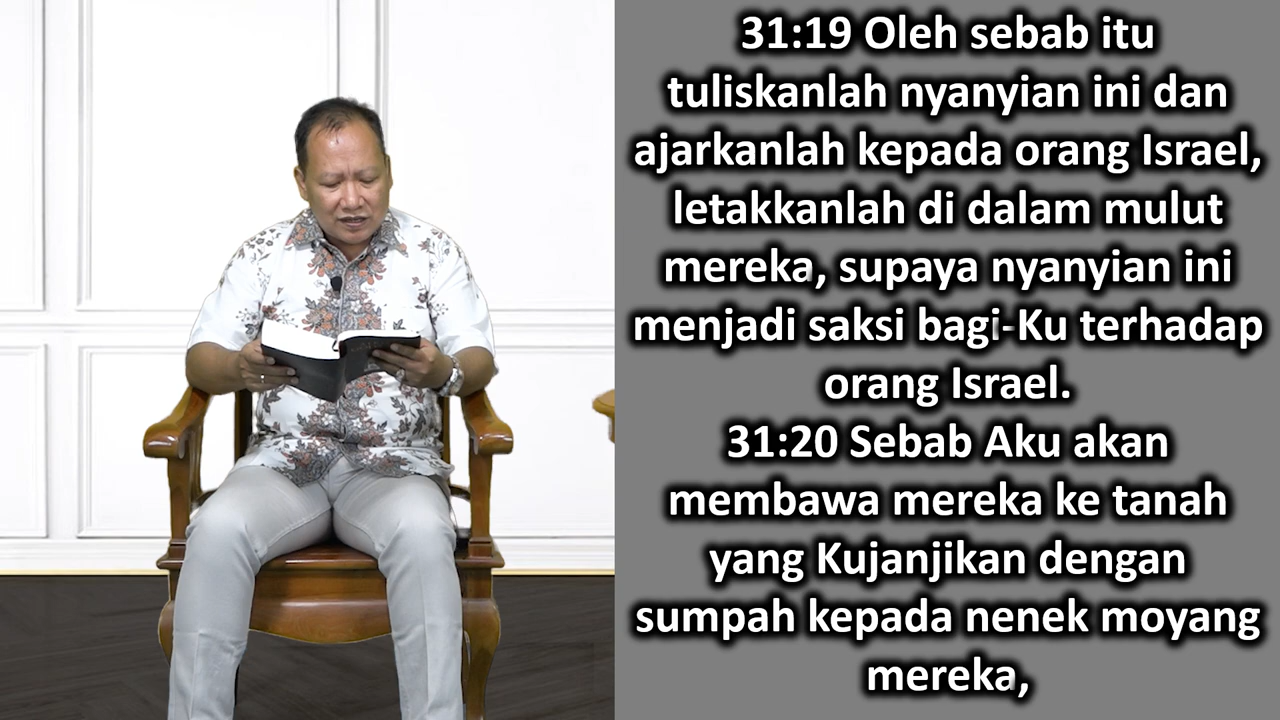 31:19 Oleh sebab itu
tuliskanlah nyanyian ini dan
ajarkanlah kepada orang Israel,
letakkanlah di dalam mulut
mereka, supaya nyanyian ini
menjadi saksi bagi-Ku terhadap
orang Israel.
31:20 Sebab Aku akan
membawa mereka ke tanah
yang Kujanjikan dengan
sumpah kepada nenek moyang
mereka,